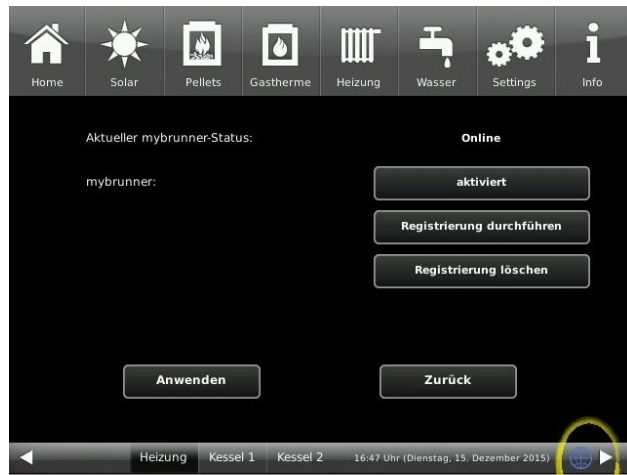 Home Solar Pellets Gastherme Heizung Wasser Settings Info
Aktueller mybrunner-Status: Online
mybrunner: aktiviert
Registrierung durchführen
Registrierung löschen
Anwenden Zurück
Heizung Kessel 1 Kessel 2 16:47 Uhr (Dienstag, 15. Dezember 2015)